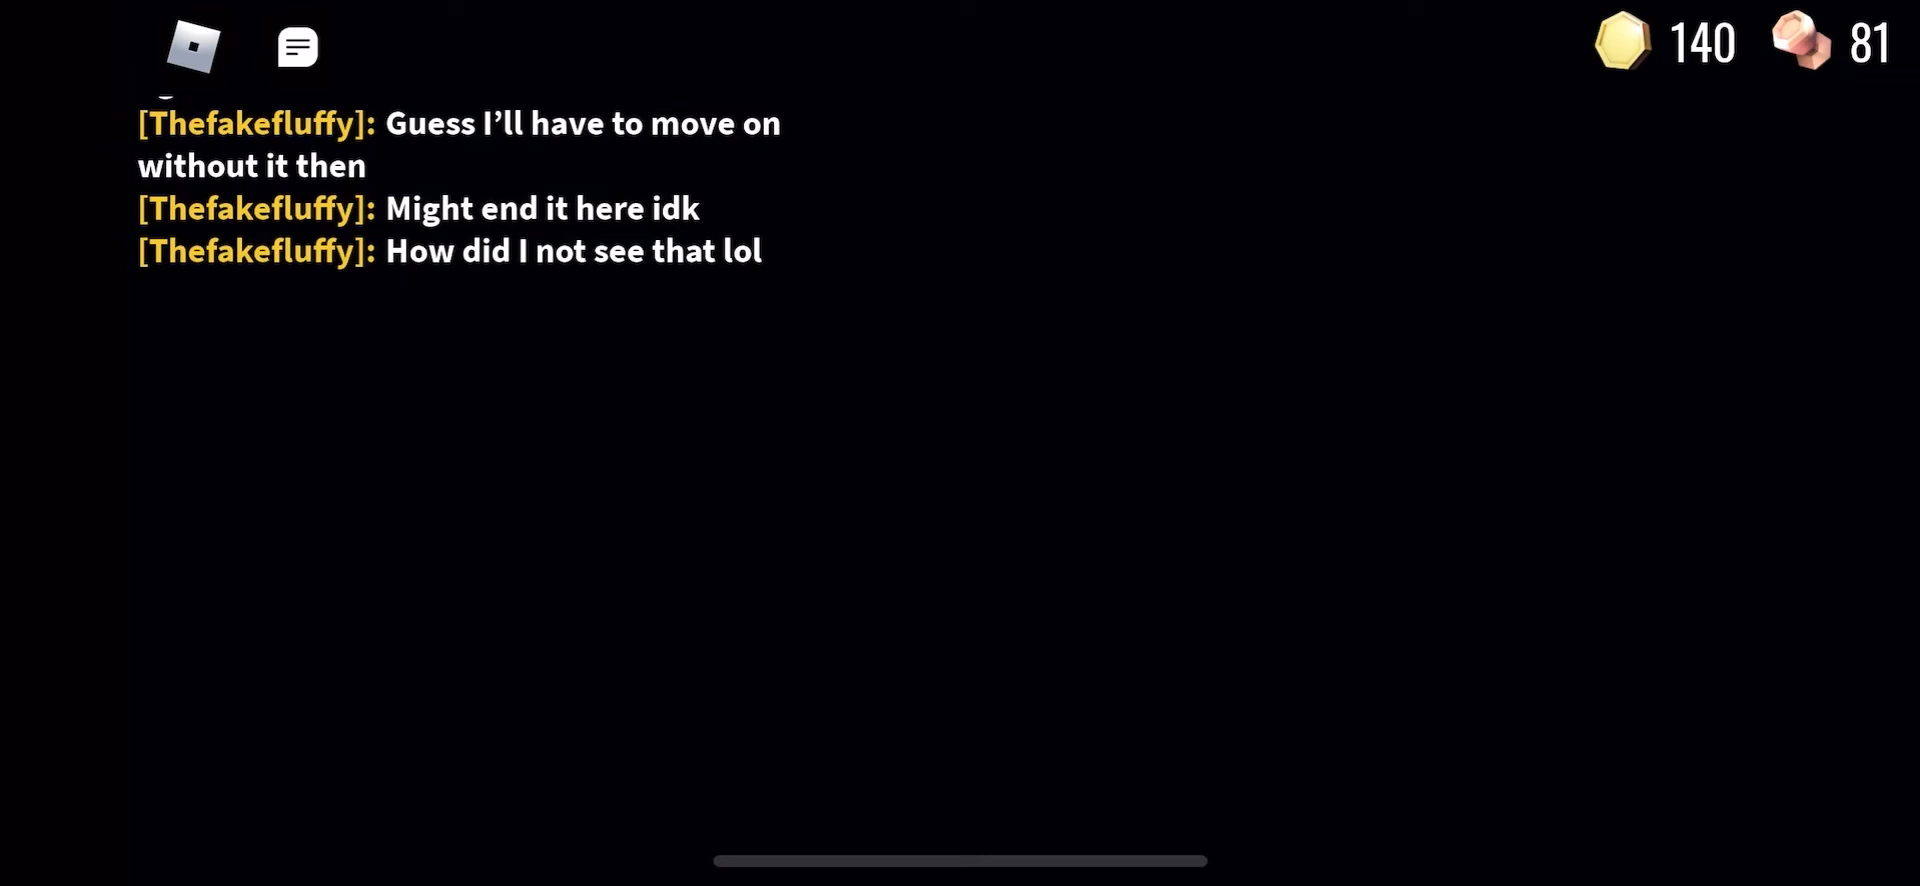 140 81
[Thefakefluffy]: Guess I’ll have to move on
without it then
[Thefakefluffy]: Might end it here idk
[Thefakefluffy]: How did I not see that lol